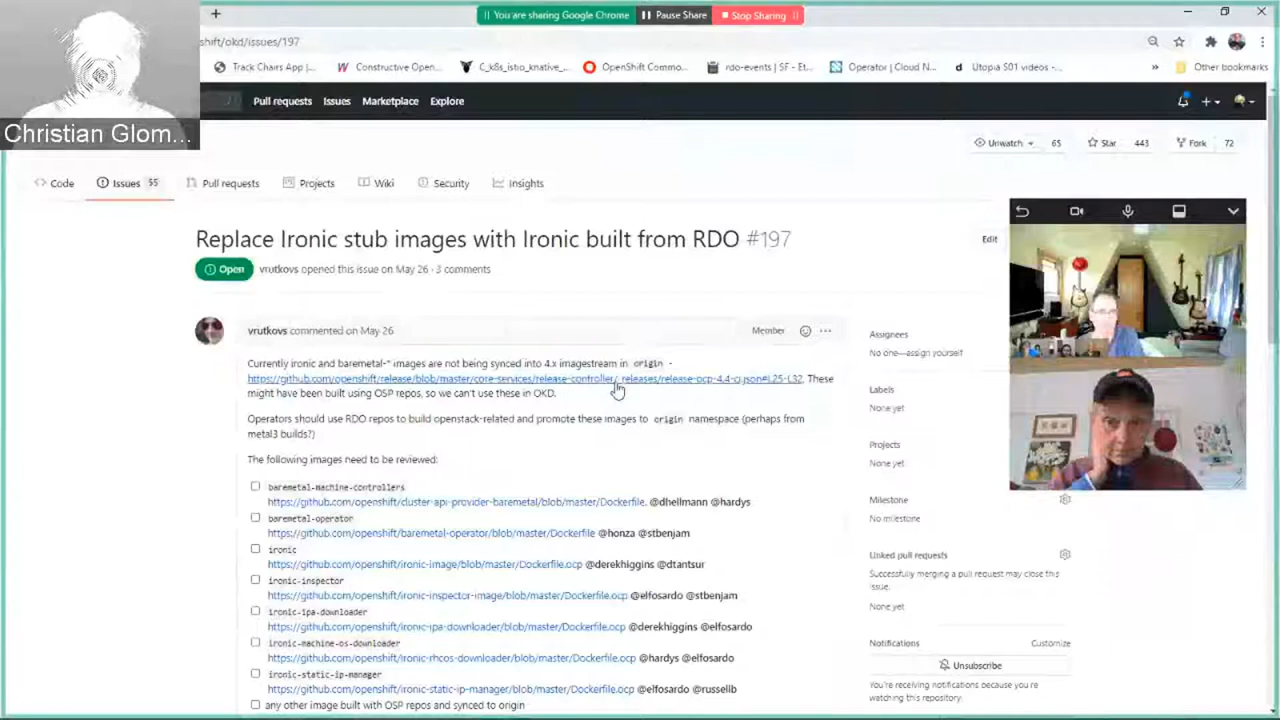 You are sharing Google Chrome
Pause Share
Stop Sharing
shift/okd/issues/197
Track Chairs App |...
Constructive Open...
C_k8s_istio_knative_...
OpenShift Commo...
rdo-events | SF - Et...
Operator | Cloud N...
Utopia S01 videos -...
»
Other bookmarks
Christian Glom...
/
Pull requests
Issues
Marketplace
Explore
Unwatch
65
Star
443
Fork
72
Code
Issues 55
Pull requests
Projects
Wiki
Security
Insights
Replace Ironic stub images with Ironic built from RDO #197
Edit
Open
vrutkovs opened this issue on May 26 · 3 comments
vrutkovs commented on May 26
Member
Currently ironic and baremetal-* images are not being synced into 4.x imagestream in origin -
https://github.com/openshift/release/blob/master/core-services/release-controller/_releases/release-ocp-4.4-ci.json#L25-L32. These
might have been built using OSP repos, so we can't use these in OKD.
Operators should use RDO repos to build openstack-related and promote these images to origin namespace (perhaps from
metal3 builds?)
The following images need to be reviewed:
baremetal-machine-controllers
https://github.com/openshift/cluster-api-provider-baremetal/blob/master/Dockerfile. @dhellmann @hardys
baremetal-operator
https://github.com/openshift/baremetal-operator/blob/master/Dockerfile @honza @stbenjam
ironic
https://github.com/openshift/ironic-image/blob/master/Dockerfile.ocp @derekhiggins @dtantsur
ironic-inspector
https://github.com/openshift/ironic-inspector-image/blob/master/Dockerfile.ocp @elfosardo @stbenjam
ironic-ipa-downloader
https://github.com/openshift/ironic-ipa-downloader/blob/master/Dockerfile.ocp @derekhiggins @elfosardo
ironic-machine-os-downloader
https://github.com/openshift/ironic-rhcos-downloader/blob/master/Dockerfile.ocp @hardys @elfosardo
ironic-static-ip-manager
https://github.com/openshift/ironic-static-ip-manager/blob/master/Dockerfile @elfosardo @russellb
any other image built with OSP repos and synced to origin
Assignees
No one—assign yourself
Labels
None yet
Projects
None yet
Milestone
No milestone
Linked pull requests
Successfully merging a pull request may close this
issue.
None yet
Notifications
Customize
Unsubscribe
You're receiving notifications because you're
watching this repository.